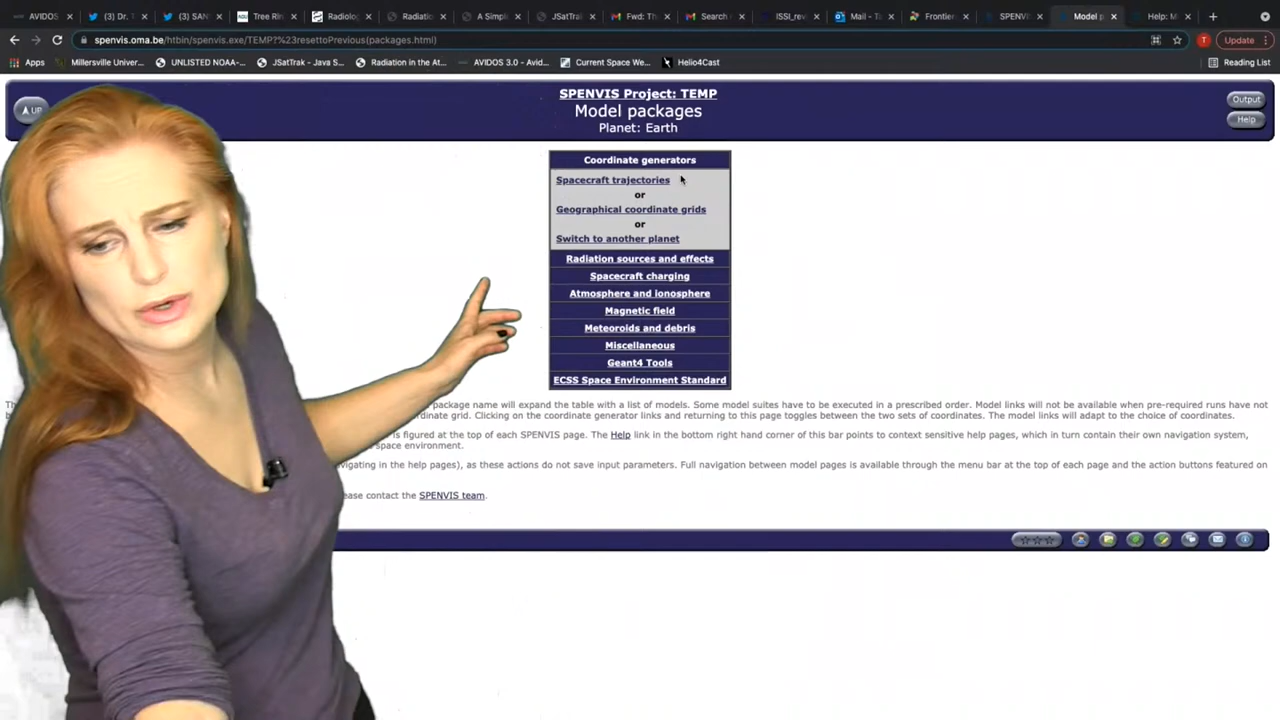 AVIDOS
(3) Dr. T
(3) SAN
Tree Rin
Radiolo
Radiatio
A Simpl
JSatTrak
Fwd: Th
Search
ISSI_rev
Mail - Ti
Frontier
SPENVI
Model p
Help: M
spenvis.oma.be/htbin/spenvis.exe/TEMP?%23resettoPrevious(packages.html)
T
Update
Apps
Millersville Univer...
UNLISTED NOAA-...
JSatTrak - Java S...
Radiation in the At...
AVIDOS 3.0 - Avid...
Current Space We...
Helio4Cast
Reading List
UP
SPENVIS Project: TEMP
Model packages
Planet: Earth
Output
Help
Coordinate generators
Spacecraft trajectories
or
Geographical coordinate grids
or
Switch to another planet
Radiation sources and effects
Spacecraft charging
Atmosphere and ionosphere
Magnetic field
Meteoroids and debris
Miscellaneous
Geant4 Tools
ECSS Space Environment Standard
package name will expand the table with a list of models. Some model suites have to be executed in a prescribed order. Model links will not be available when pre-required runs have not
ordinate grid. Clicking on the coordinate generator links and returning to this page toggles between the two sets of coordinates. The model links will adapt to the choice of coordinates.
is figured at the top of each SPENVIS page. The Help link in the bottom right hand corner of this bar points to context sensitive help pages, which in turn contain their own navigation system,
space environment.
navigating in the help pages), as these actions do not save input parameters. Full navigation between model pages is available through the menu bar at the top of each page and the action buttons featured on
please contact the SPENVIS team.